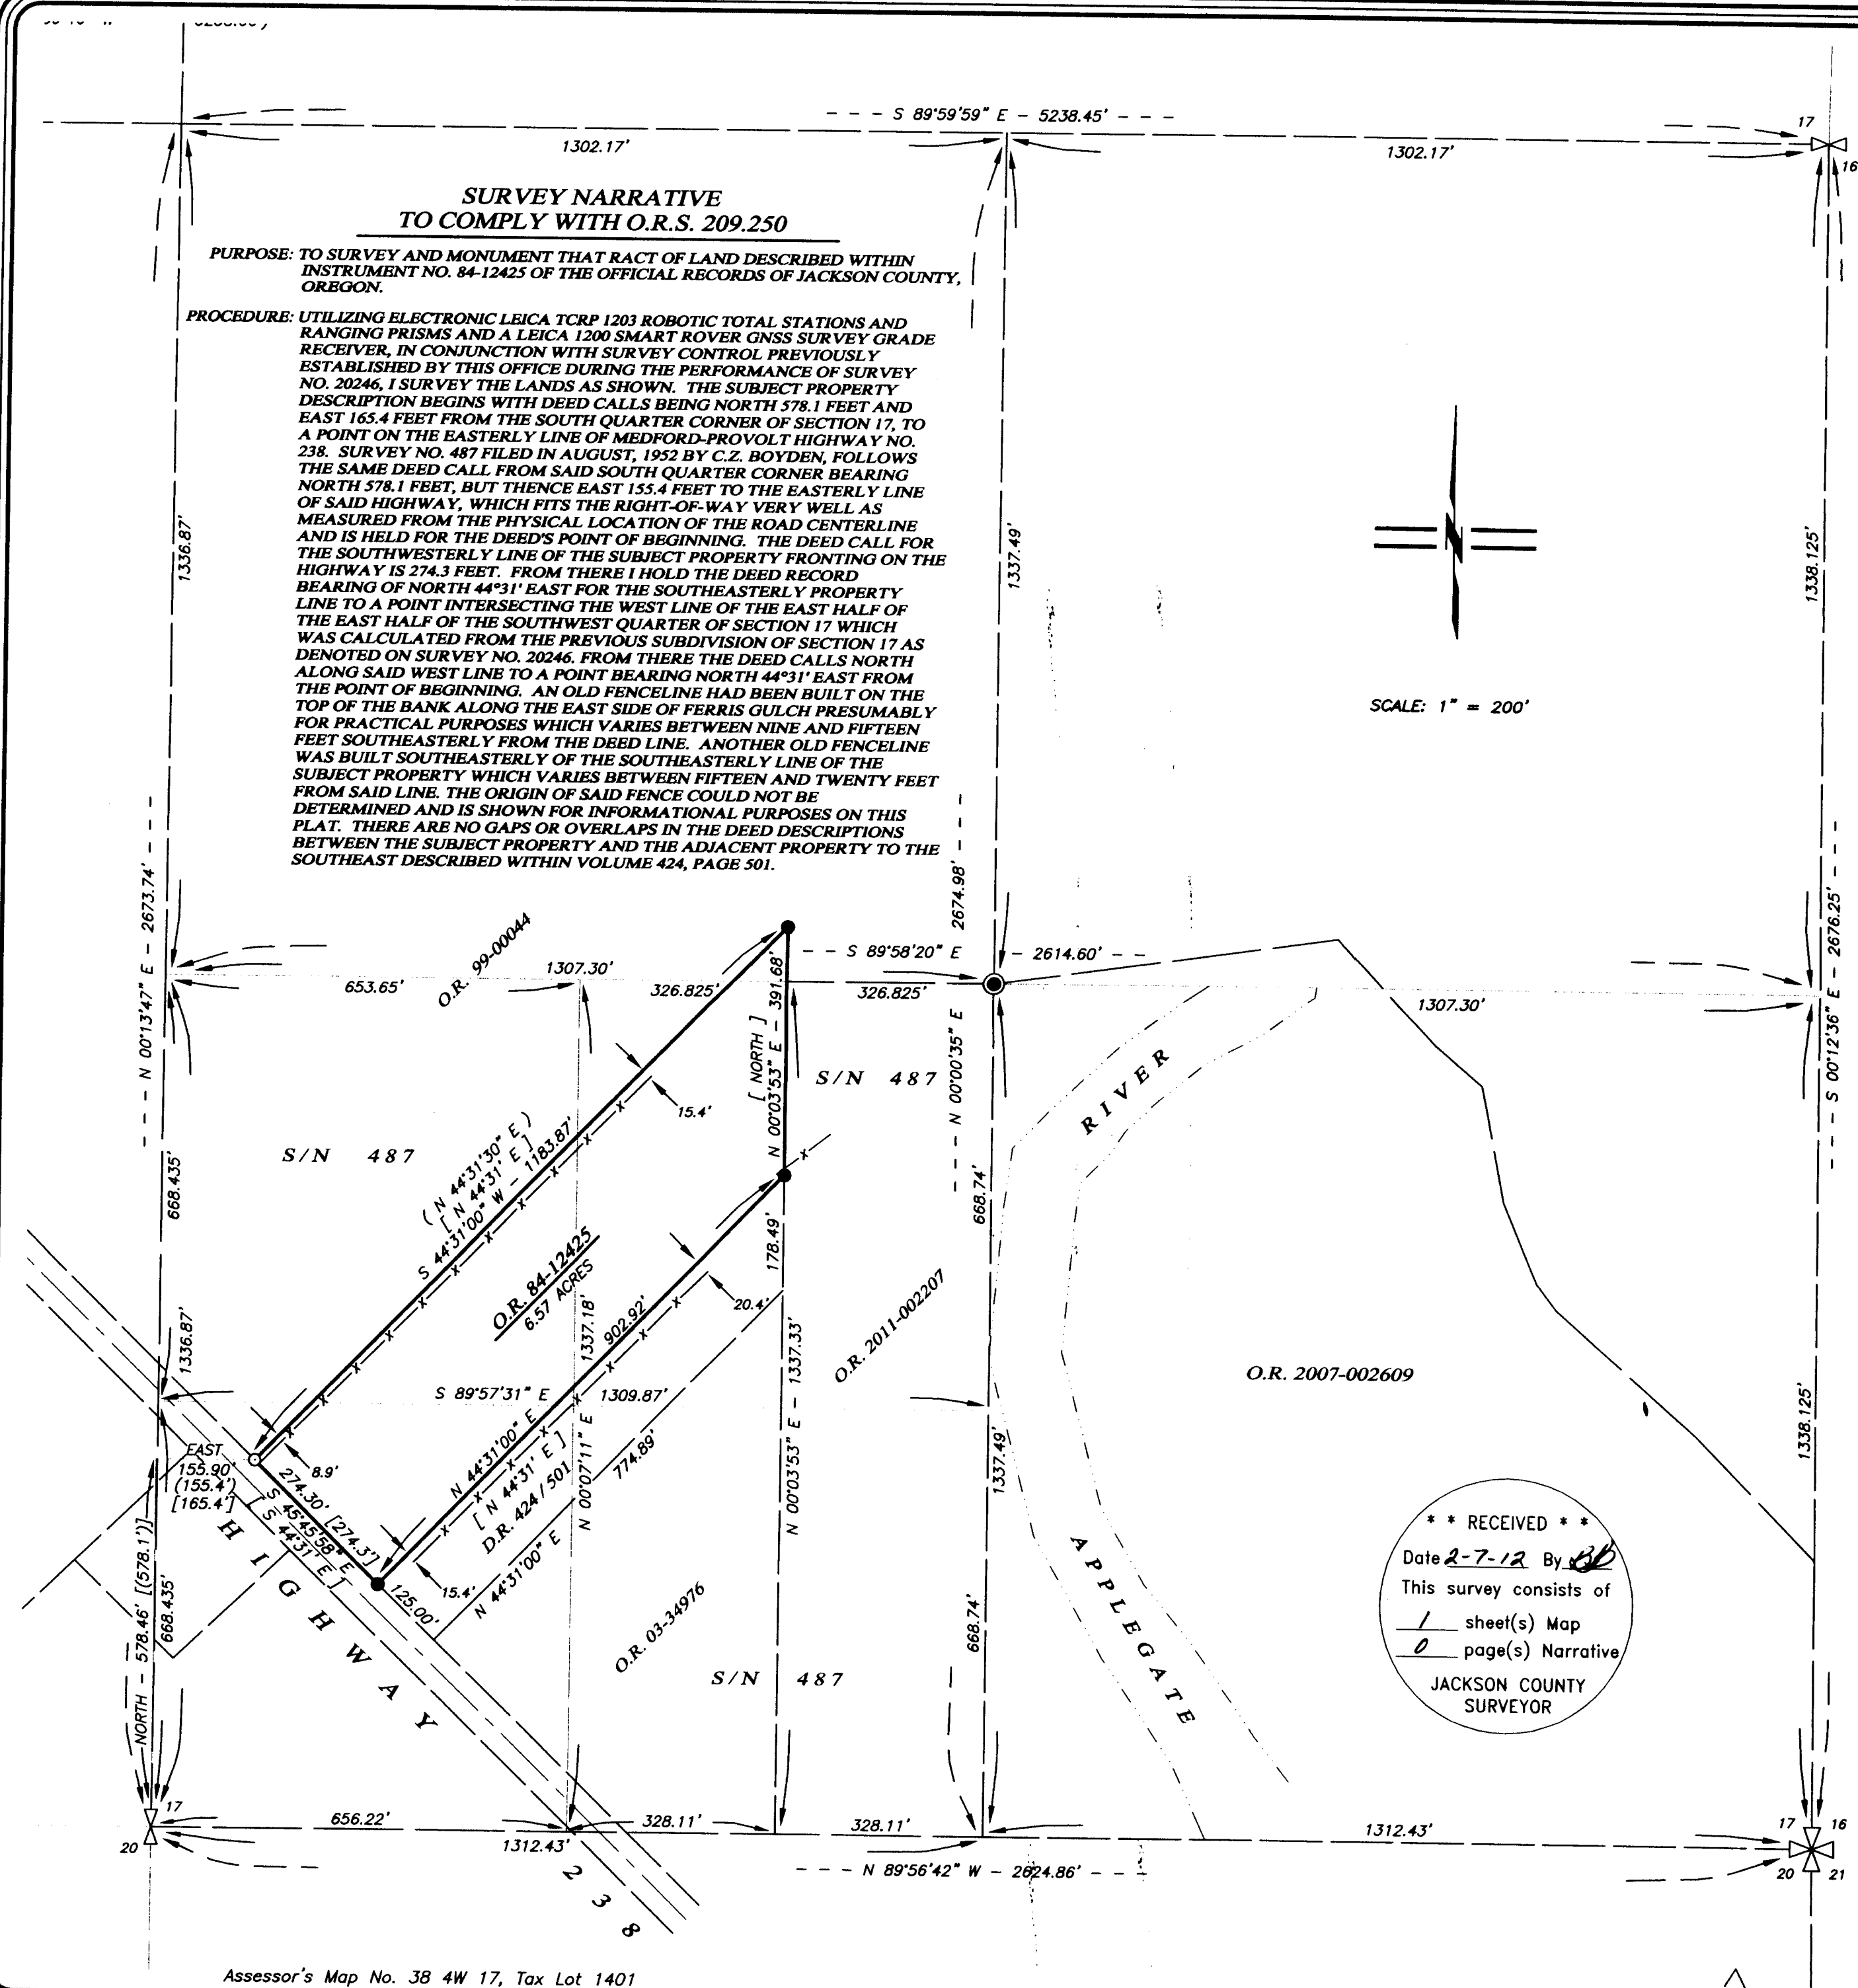 S 89°59'59" E - 5238.45'
1302.17'
1302.17'
17
16
SURVEY NARRATIVE
TO COMPLY WITH O.R.S. 209.250
PURPOSE: TO SURVEY AND MONUMENT THAT RACT OF LAND DESCRIBED WITHIN
INSTRUMENT NO. 84-12425 OF THE OFFICIAL RECORDS OF JACKSON COUNTY,
OREGON.
PROCEDURE: UTILIZING ELECTRONIC LEICA TCRP 1203 ROBOTIC TOTAL STATIONS AND
RANGING PRISMS AND A LEICA 1200 SMART ROVER GNSS SURVEY GRADE
RECEIVER, IN CONJUNCTION WITH SURVEY CONTROL PREVIOUSLY
ESTABLISHED BY THIS OFFICE DURING THE PERFORMANCE OF SURVEY
NO. 20246, I SURVEY THE LANDS AS SHOWN. THE SUBJECT PROPERTY
DESCRIPTION BEGINS WITH DEED CALLS BEING NORTH 578.1 FEET AND
EAST 165.4 FEET FROM THE SOUTH QUARTER CORNER OF SECTION 17, TO
A POINT ON THE EASTERLY LINE OF MEDFORD-PROVOLT HIGHWAY NO.
238. SURVEY NO. 487 FILED IN AUGUST, 1952 BY C.Z. BOYDEN, FOLLOWS
THE SAME DEED CALL FROM SAID SOUTH QUARTER CORNER BEARING
NORTH 578.1 FEET, BUT THENCE EAST 155.4 FEET TO THE EASTERLY LINE
OF SAID HIGHWAY, WHICH FITS THE RIGHT-OF-WAY VERY WELL AS
MEASURED FROM THE PHYSICAL LOCATION OF THE ROAD CENTERLINE
AND IS HELD FOR THE DEED'S POINT OF BEGINNING. THE DEED CALL FOR
THE SOUTHWESTERLY LINE OF THE SUBJECT PROPERTY FRONTING ON THE
HIGHWAY IS 274.3 FEET. FROM THERE I HOLD THE DEED RECORD
BEARING OF NORTH 44°31' EAST FOR THE SOUTHEASTERLY PROPERTY
LINE TO A POINT INTERSECTING THE WEST LINE OF THE EAST HALF OF
THE EAST HALF OF THE SOUTHWEST QUARTER OF SECTION 17 WHICH
WAS CALCULATED FROM THE PREVIOUS SUBDIVISION OF SECTION 17 AS
DENOTED ON SURVEY NO. 20246. FROM THERE THE DEED CALLS NORTH
ALONG SAID WEST LINE TO A POINT BEARING NORTH 44°31' EAST FROM
THE POINT OF BEGINNING. AN OLD FENCELINE HAD BEEN BUILT ON THE
TOP OF THE BANK ALONG THE EAST SIDE OF FERRIS GULCH PRESUMABLY
FOR PRACTICAL PURPOSES WHICH VARIES BETWEEN NINE AND FIFTEEN
FEET SOUTHEASTERLY FROM THE DEED LINE. ANOTHER OLD FENCELINE
WAS BUILT SOUTHEASTERLY OF THE SOUTHEASTERLY LINE OF THE
SUBJECT PROPERTY WHICH VARIES BETWEEN FIFTEEN AND TWENTY FEET
FROM SAID LINE. THE ORIGIN OF SAID FENCE COULD NOT BE
DETERMINED AND IS SHOWN FOR INFORMATIONAL PURPOSES ON THIS
PLAT. THERE ARE NO GAPS OR OVERLAPS IN THE DEED DESCRIPTIONS
BETWEEN THE SUBJECT PROPERTY AND THE ADJACENT PROPERTY TO THE
SOUTHEAST DESCRIBED WITHIN VOLUME 424, PAGE 501.
1336.87'
1337.49'
1338.125'
N
SCALE: 1" = 200'
N 00°13'47" E - 2673.74'
N 00°00'35" E - 2674.98'
S 00°12'36" E - 2676.25'
O.R. 99-00044
S 89°58'20" E - 2614.60'
1307.30'
653.65'
326.825'
326.825'
1307.30'
[ NORTH ]
N 00°03'53" E - 391.68'
S/N 487
S/N 487
15.4'
RIVER
668.435'
668.74'
( N 44°31'30" E )
[ N 44°31' E ]
S 44°31'00" W - 1183.87'
O.R. 84-12425
6.57 ACRES
178.49'
20.4'
902.92'
1337.18'
N 00°07'11" E
N 00°03'53" E - 1337.33'
O.R. 2011-002207
O.R. 2007-002609
1336.87'
S 89°57'31" E
1309.87'
1337.49'
1338.125'
N 44°31'00" E
[ N 44°31' E ]
D.R. 424 / 501
774.89'
N 44°31'00" E
EAST
155.90'
(155.4')
[165.4']
8.9'
274.30' [274.3']
S 45°45'58" E
[ S 44°31' E ]
15.4'
125.00'
HIGHWAY
238
NORTH - 578.46' [(578.1')]
668.435'
O.R. 03-34976
S/N 487
668.74'
APPLEGATE
* * RECEIVED * *
Date 2-7-12 By BB
This survey consists of
1 sheet(s) Map
0 page(s) Narrative
JACKSON COUNTY
SURVEYOR
17
20
656.22'
328.11'
328.11'
1312.43'
1312.43'
N 89°56'42" W - 2624.86'
17
16
20
21
Assessor's Map No. 38 4W 17, Tax Lot 1401